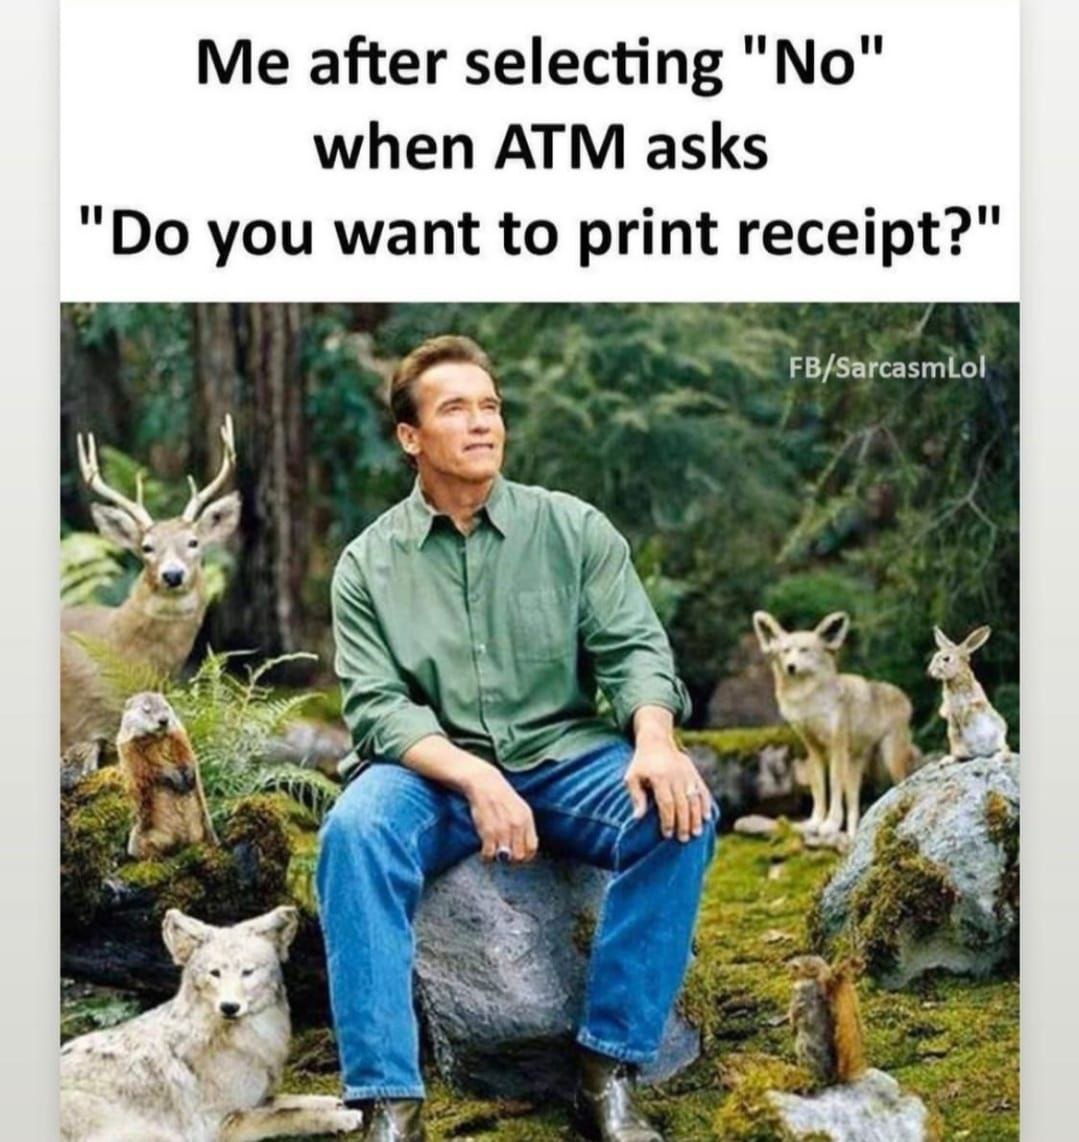 Me after selecting "No"
when ATM asks
"Do you want to print receipt?"
FB/SarcasmLol